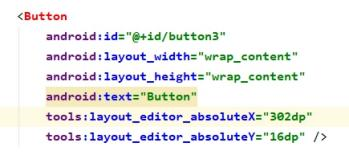 <Button
android:id="@+id/button3"
android:layout_width="wrap_content"
android:layout_height="wrap_content"
android:text="Button"
tools:layout_editor_absoluteX="302dp"
tools:layout_editor_absoluteY="16dp" />